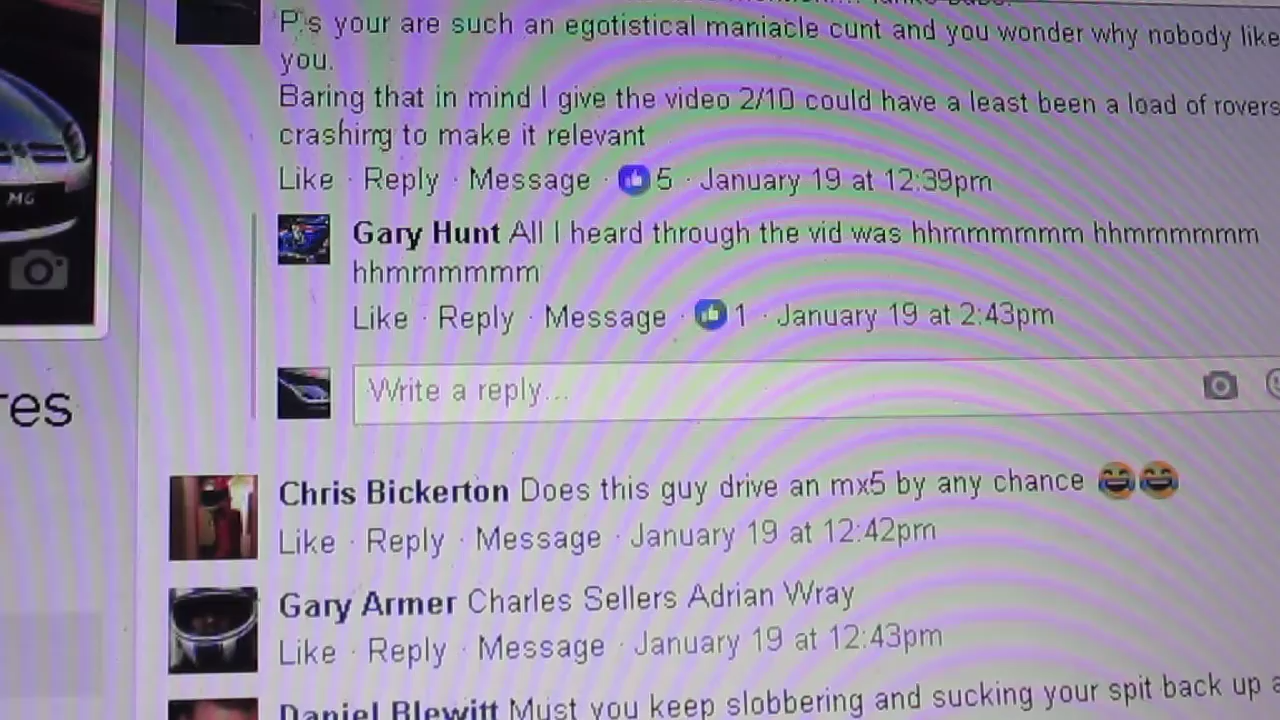 P.s your are such an egotistical maniacle cunt and you wonder why nobody like
you.
Baring that in mind I give the video 2/10 could have a least been a load of rovers
crashing to make it relevant
Like · Reply · Message · 5 · January 19 at 12:39pm
MG
Gary Hunt All I heard through the vid was hhmmmmmm hhmmmmmm
hhmmmmmm
Like · Reply · Message · 1 · January 19 at 2:43pm
Write a reply...
res
Chris Bickerton Does this guy drive an mx5 by any chance 😂😂
Like · Reply · Message · January 19 at 12:42pm
Gary Armer Charles Sellers Adrian Wray
Like · Reply · Message · January 19 at 12:43pm
Daniel Blewitt Must you keep slobbering and sucking your spit back up a